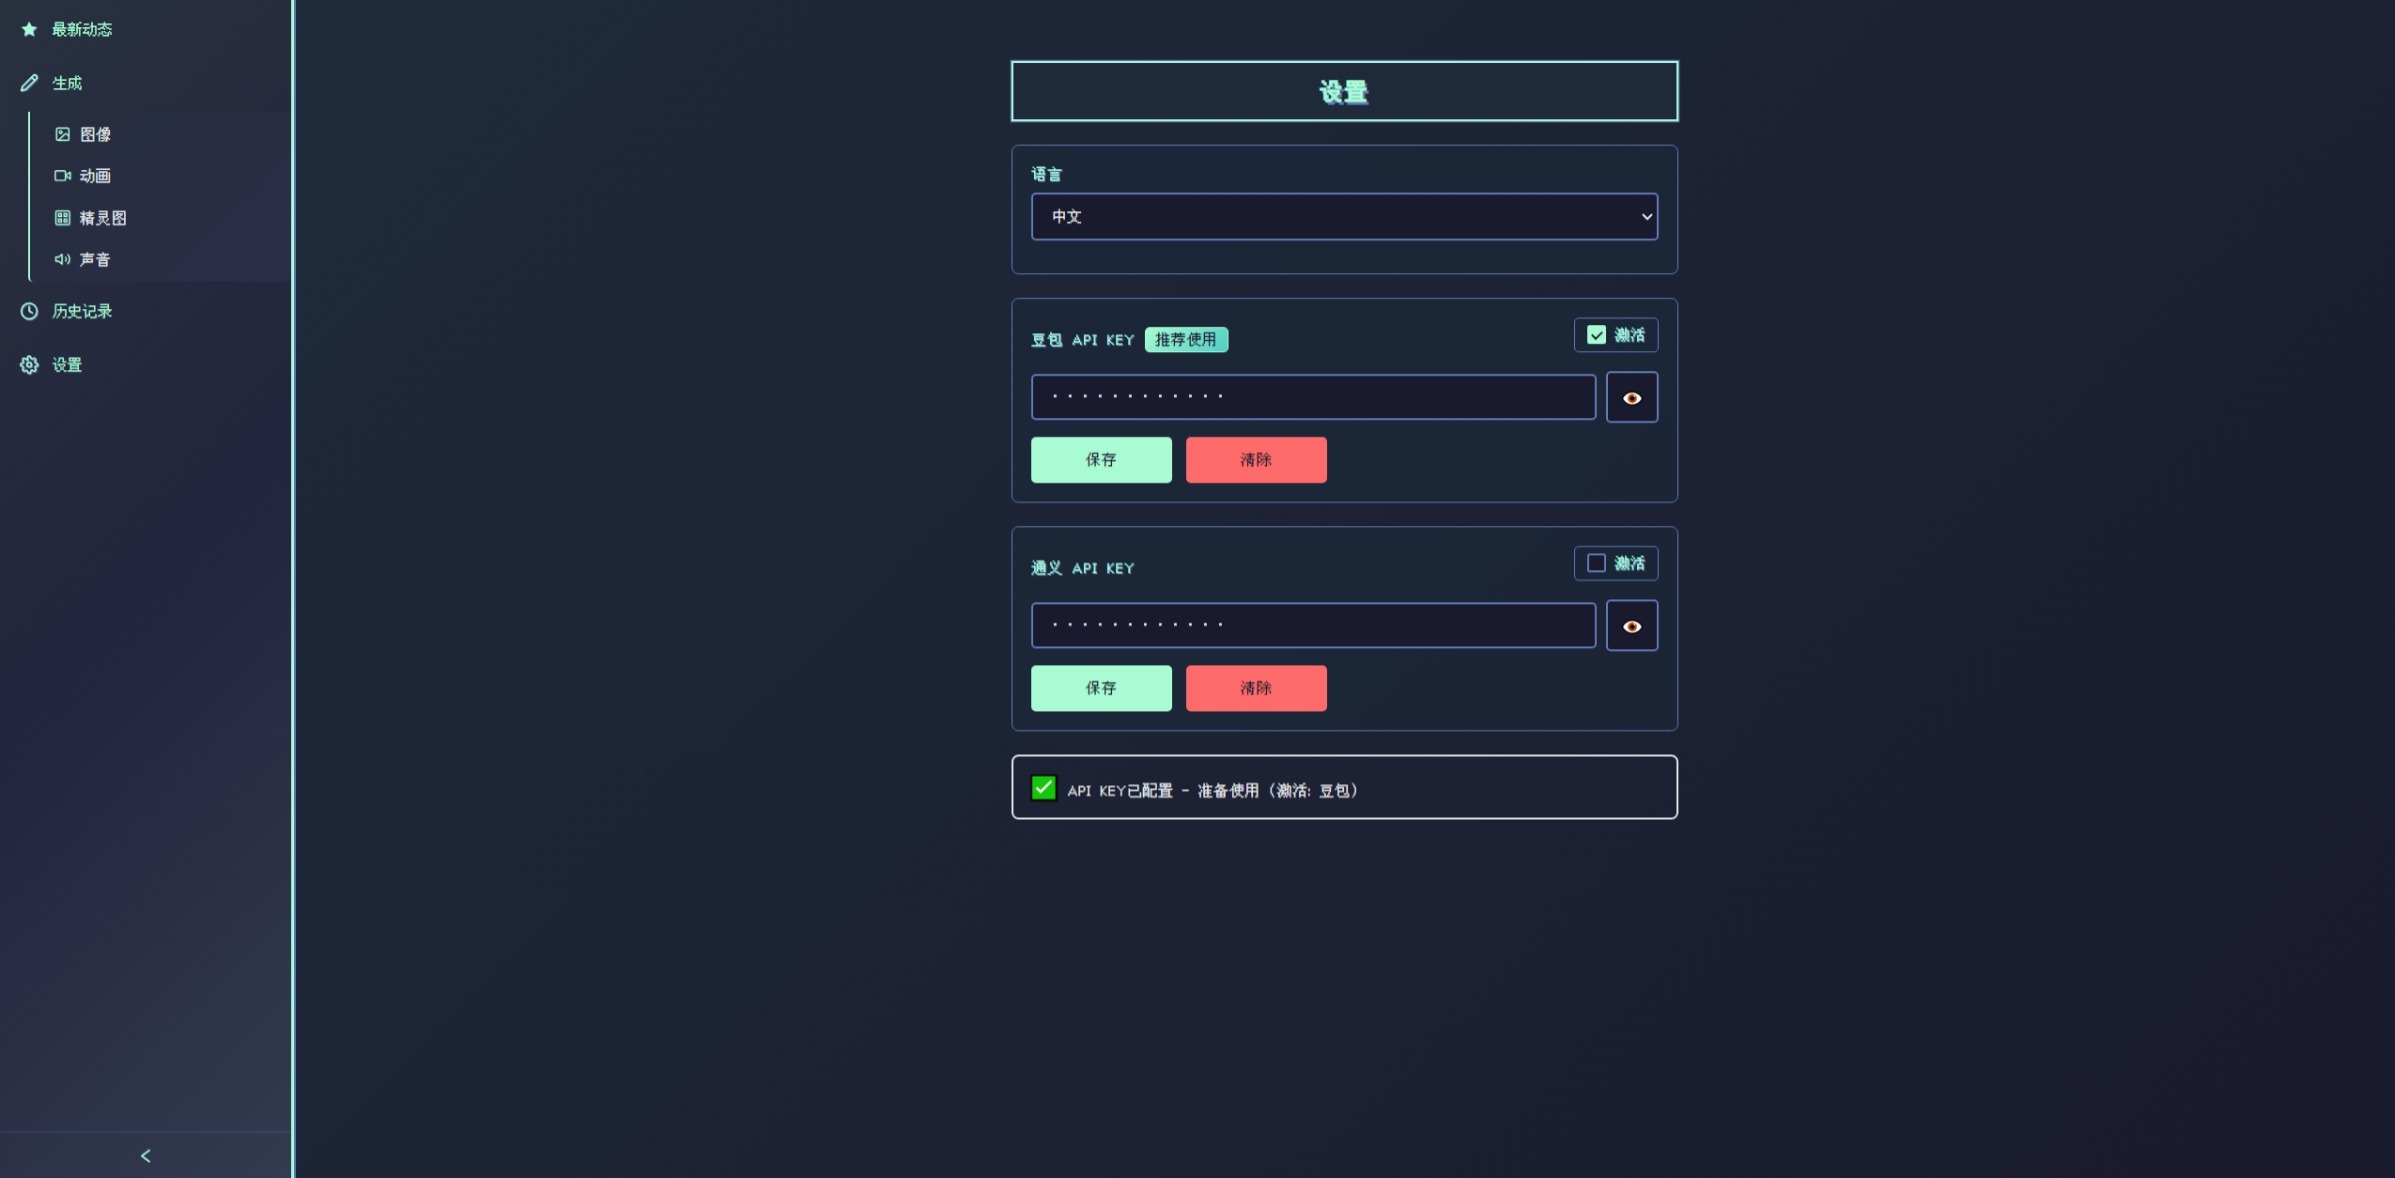 最新动态
生成
图像
动画
精灵图
声音
历史记录
设置
设置
语言
中文
豆包 API KEY 推荐使用
激活
············
保存 清除
通义 API KEY
激活
············
保存 清除
API KEY已配置 - 准备使用（激活: 豆包）